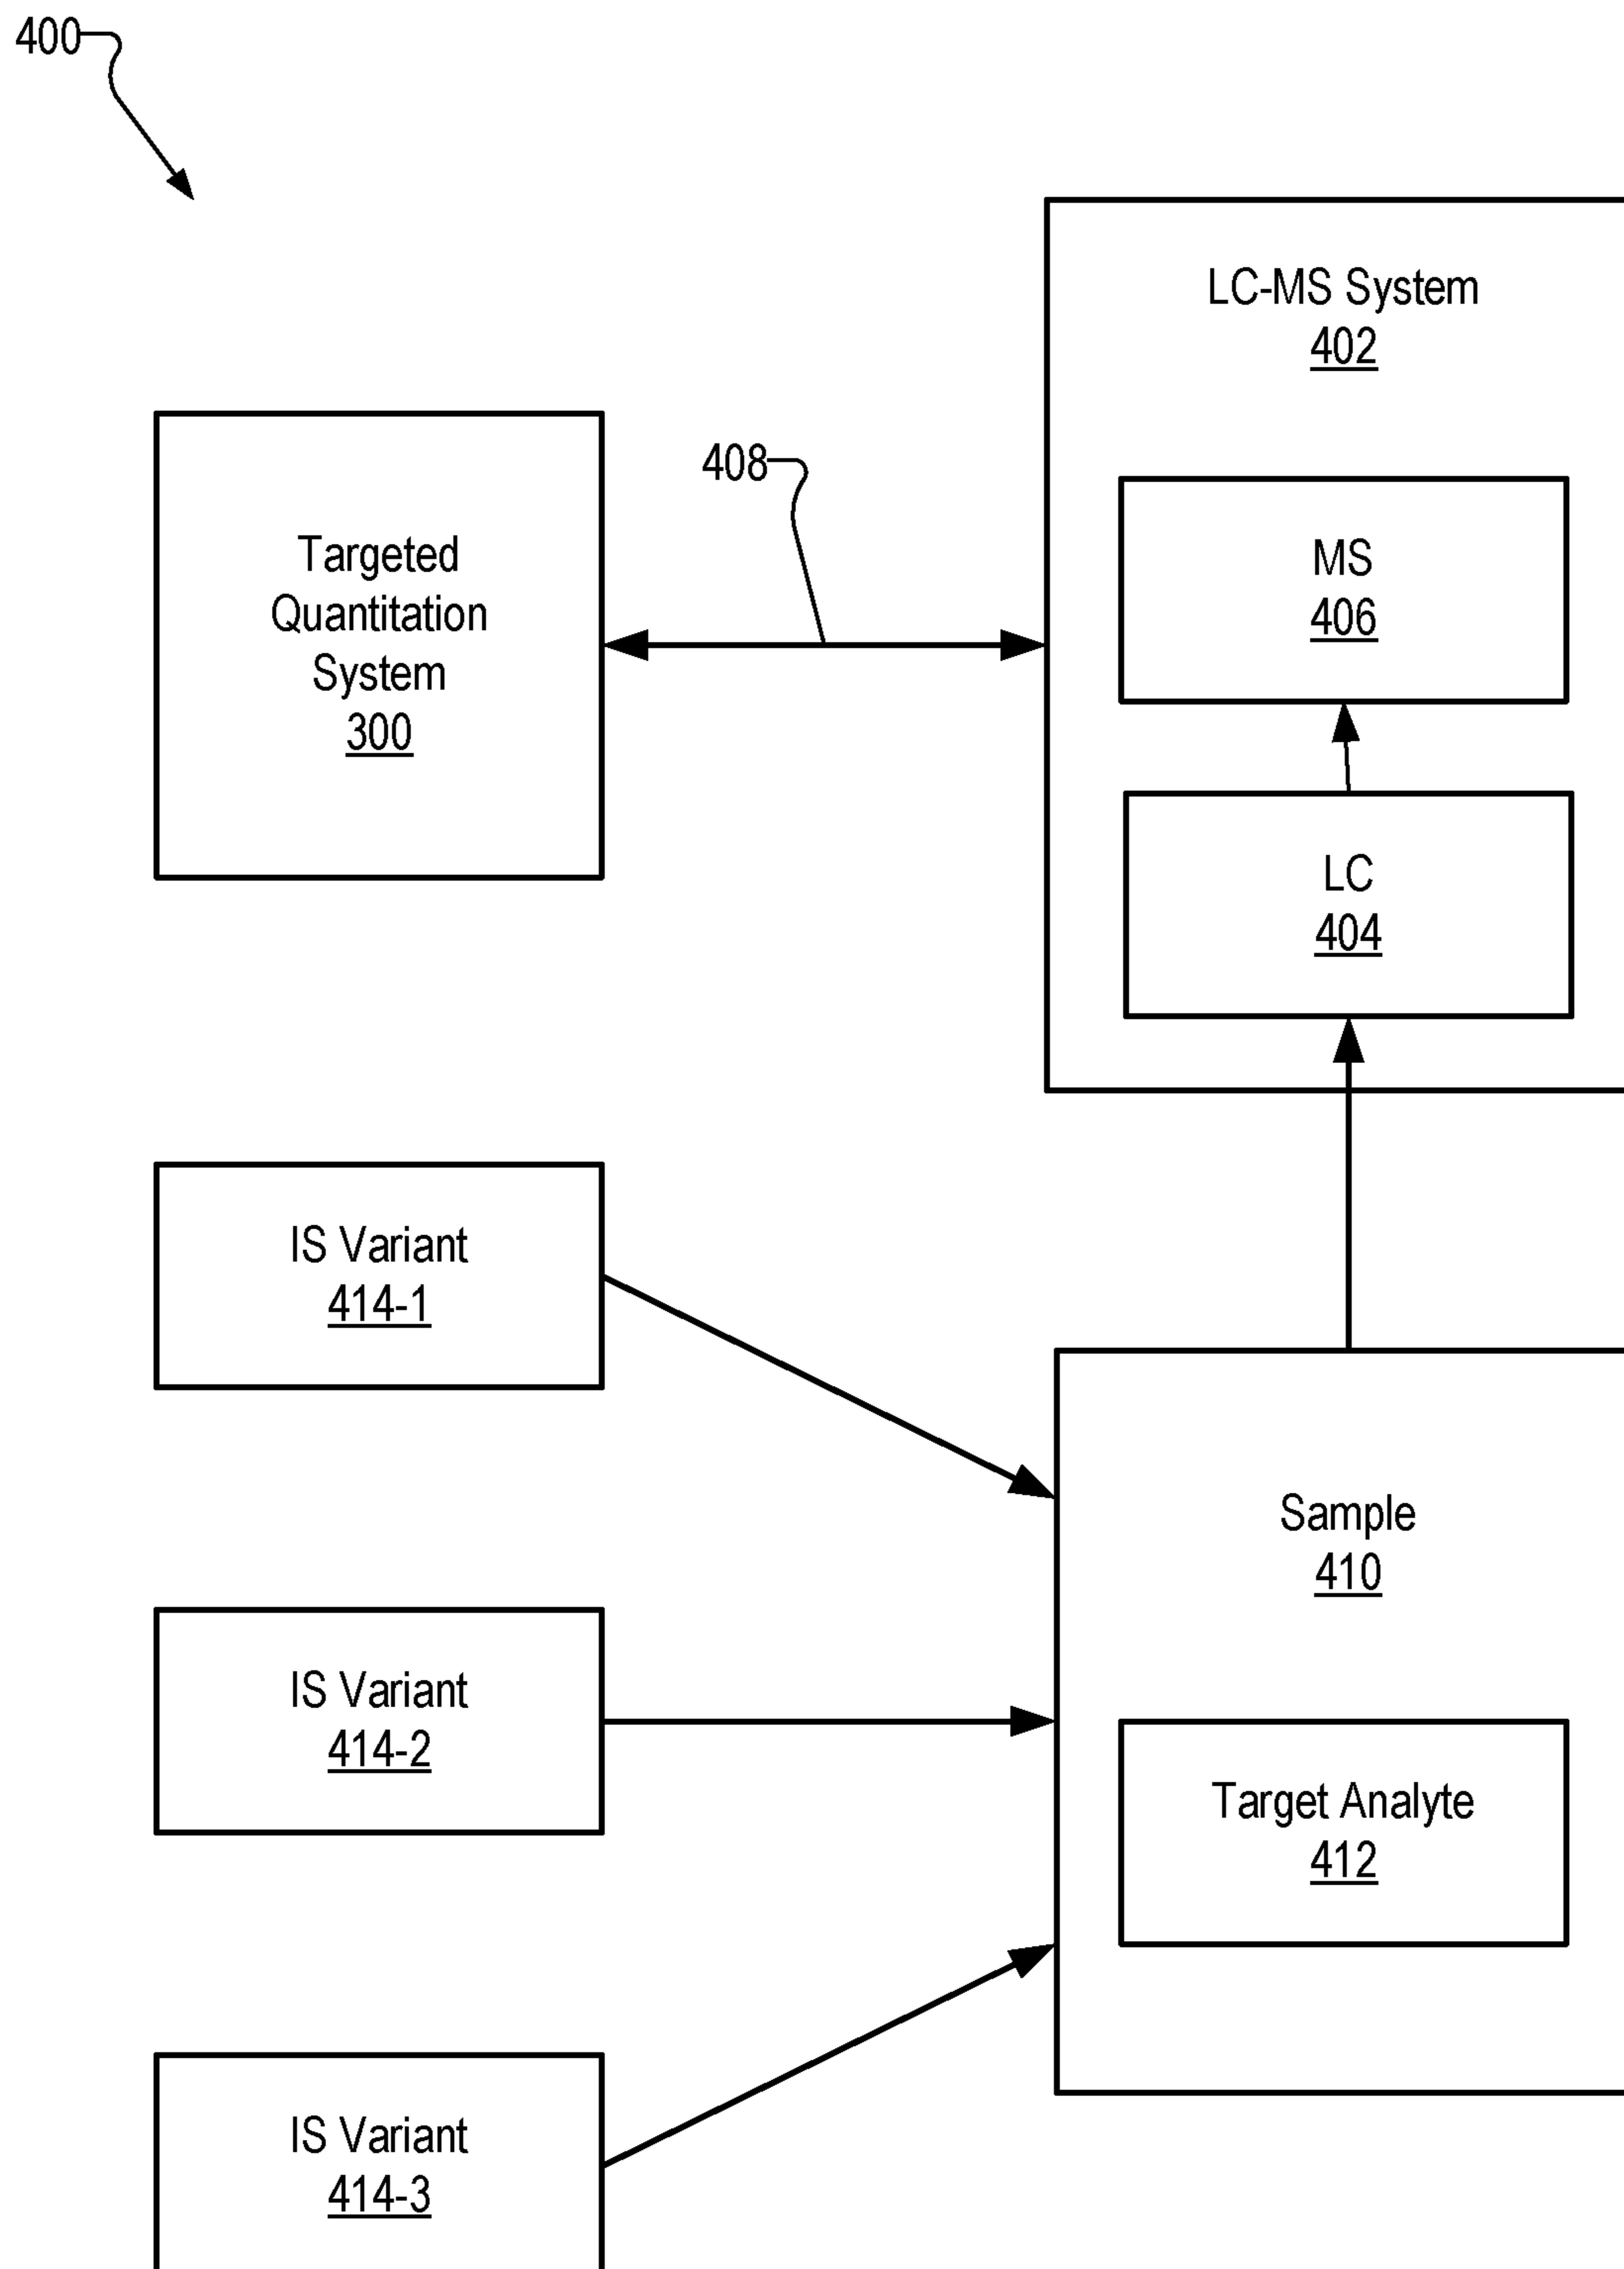 400
LC-MS System
402
408
Targeted
Quantitation
System
300
MS
406
LC
404
IS Variant
414-1
Sample
410
IS Variant
414-2
Target Analyte
412
IS Variant
414-3